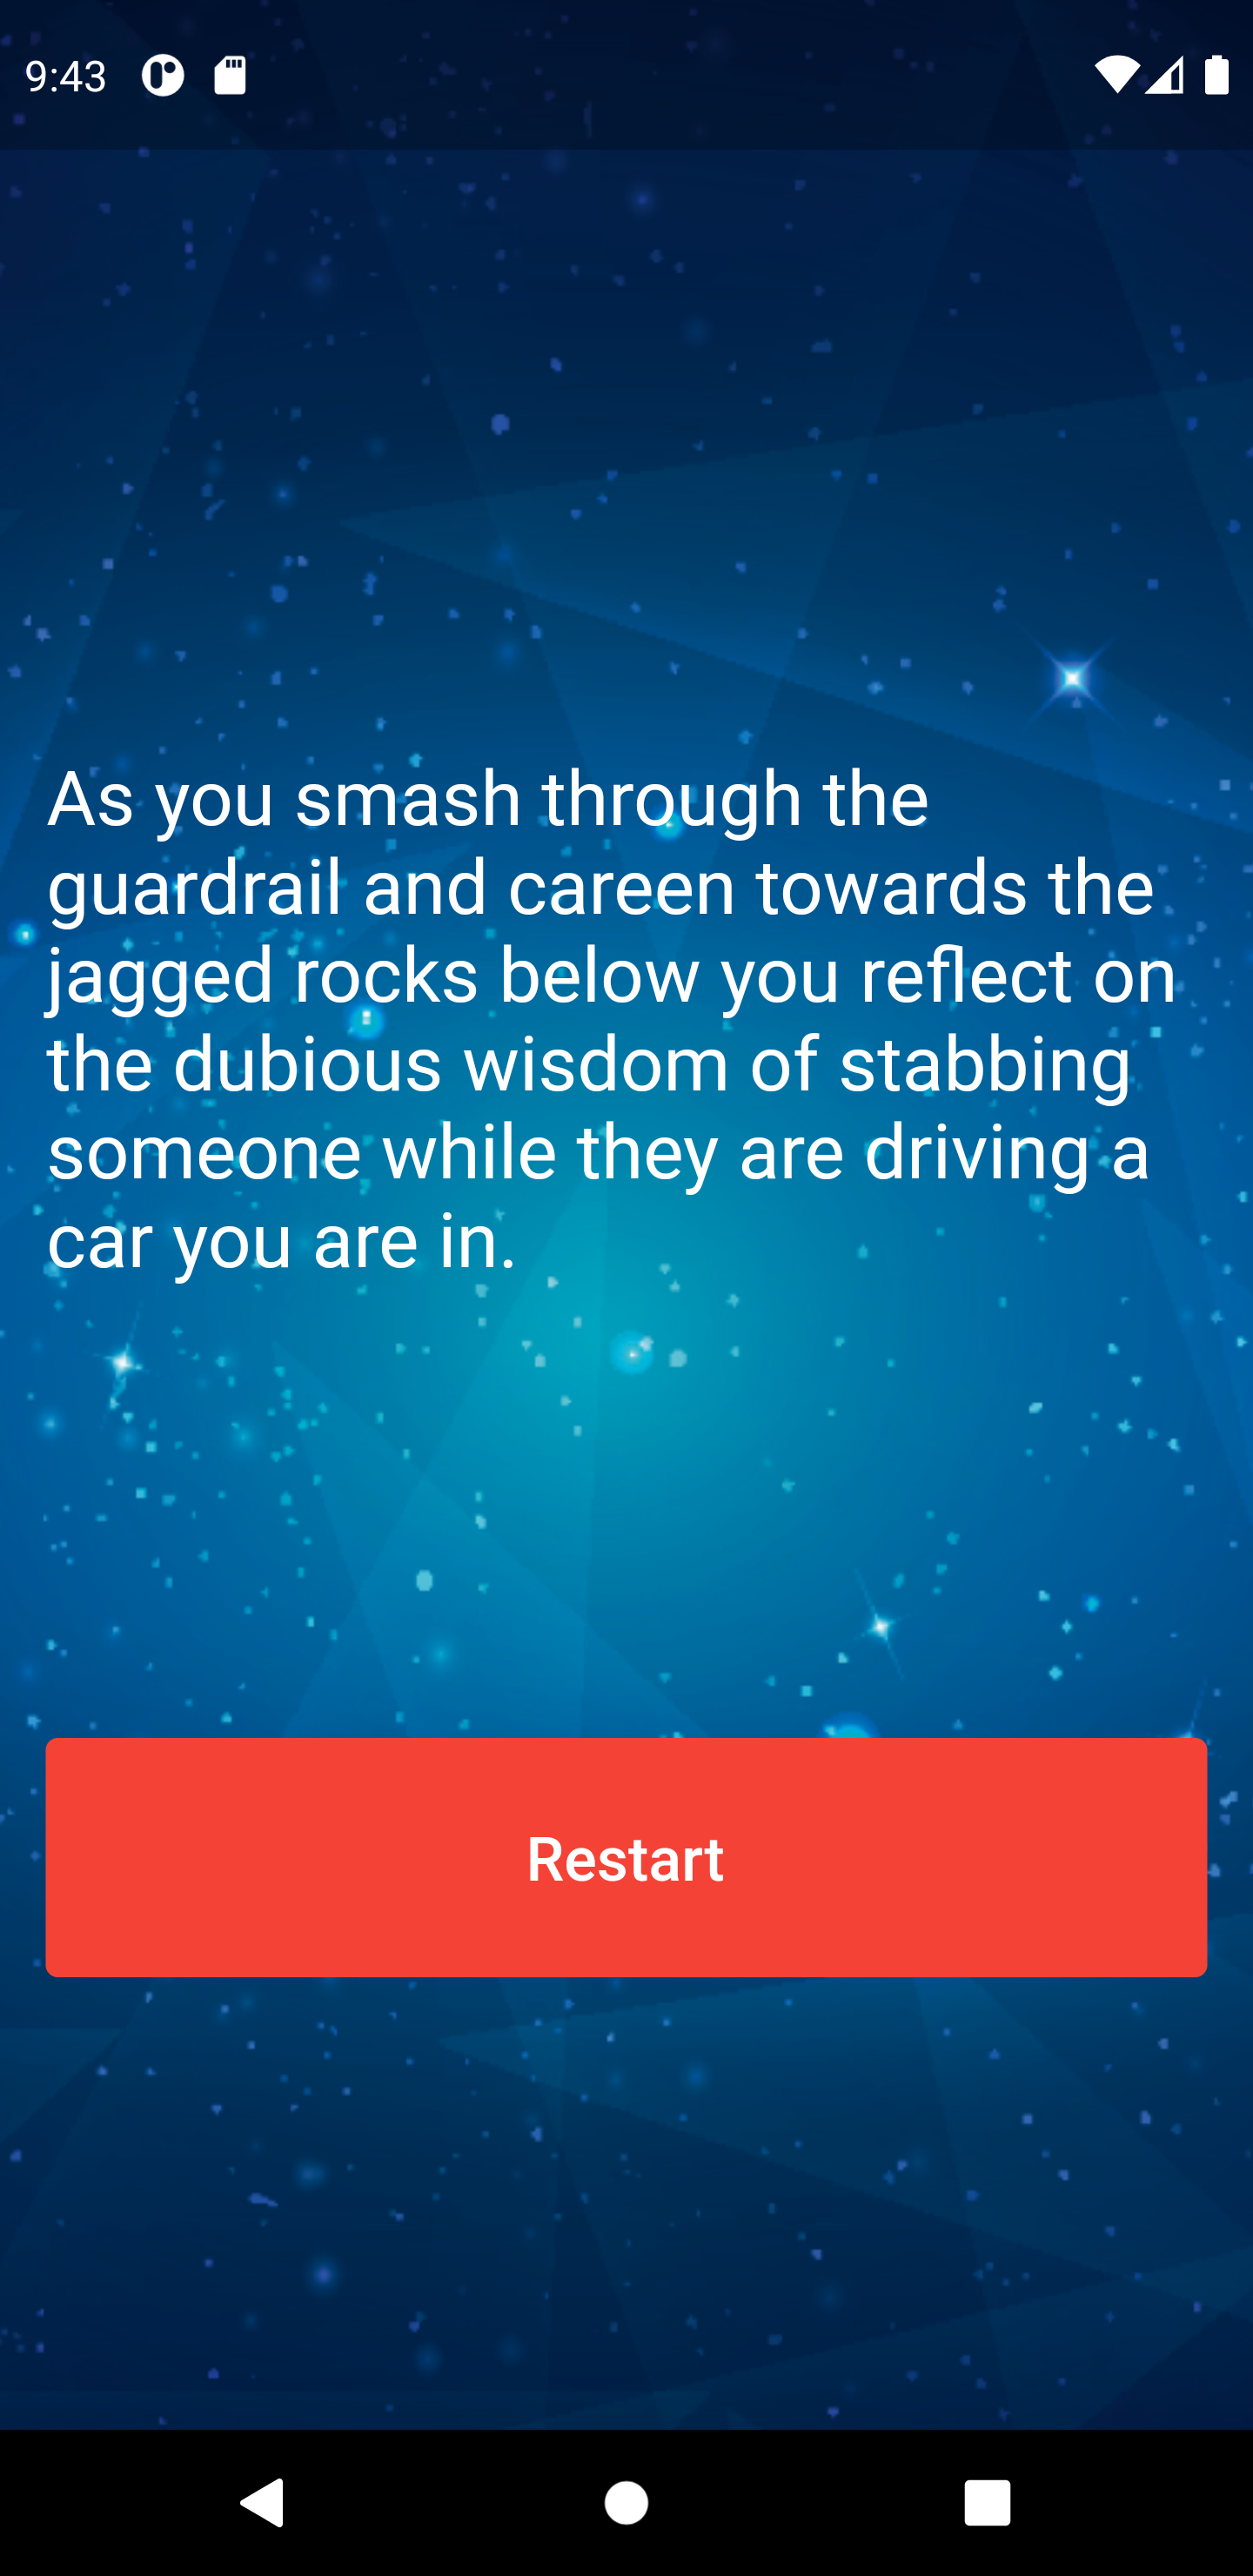 9:43
As you smash through the
guardrail and careen towards the
jagged rocks below you reflect on
the dubious wisdom of stabbing
someone while they are driving a
car you are in.
Restart